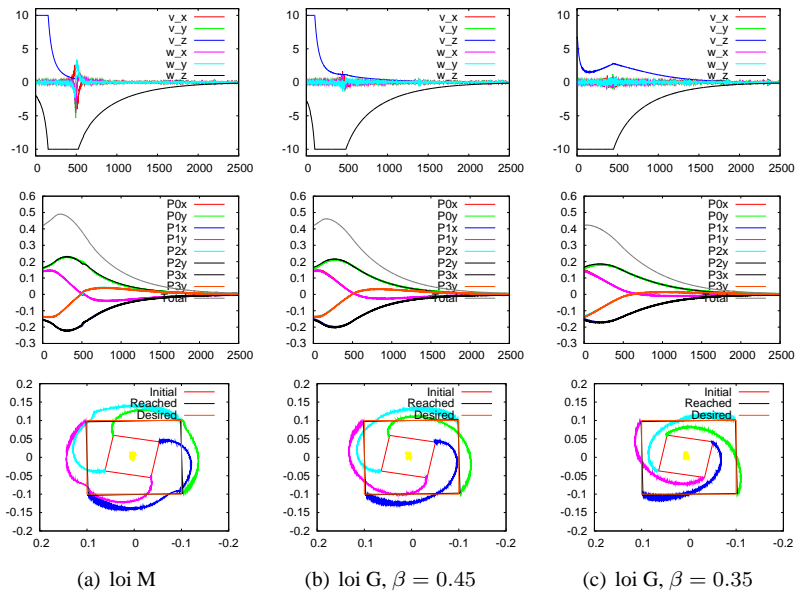 10
5
0
-5
-10
0 500 1000 1500 2000 2500
v_x
v_y
v_z
w_x
w_y
w_z
10
5
0
-5
-10
0 500 1000 1500 2000 2500
v_x
v_y
v_z
w_x
w_y
w_z
10
5
0
-5
-10
0 500 1000 1500 2000 2500
v_x
v_y
v_z
w_x
w_y
w_z
0.6
0.5
0.4
0.3
0.2
0.1
0
-0.1
-0.2
-0.3
0 500 1000 1500 2000 2500
P0x
P0y
P1x
P1y
P2x
P2y
P3x
P3y
Total
0.6
0.5
0.4
0.3
0.2
0.1
0
-0.1
-0.2
-0.3
0 500 1000 1500 2000 2500
P0x
P0y
P1x
P1y
P2x
P2y
P3x
P3y
Total
0.6
0.5
0.4
0.3
0.2
0.1
0
-0.1
-0.2
-0.3
0 500 1000 1500 2000 2500
P0x
P0y
P1x
P1y
P2x
P2y
P3x
P3y
Total
0.2
0.15
0.1
0.05
0
-0.05
-0.1
-0.15
-0.2
0.2 0.1 0 -0.1 -0.2
Initial
Reached
Desired
0.2
0.15
0.1
0.05
0
-0.05
-0.1
-0.15
-0.2
0.2 0.1 0 -0.1 -0.2
Initial
Reached
Desired
0.2
0.15
0.1
0.05
0
-0.05
-0.1
-0.15
-0.2
0.2 0.1 0 -0.1 -0.2
Initial
Reached
Desired
(a) loi M
(b) loi G, β = 0.45
(c) loi G, β = 0.35